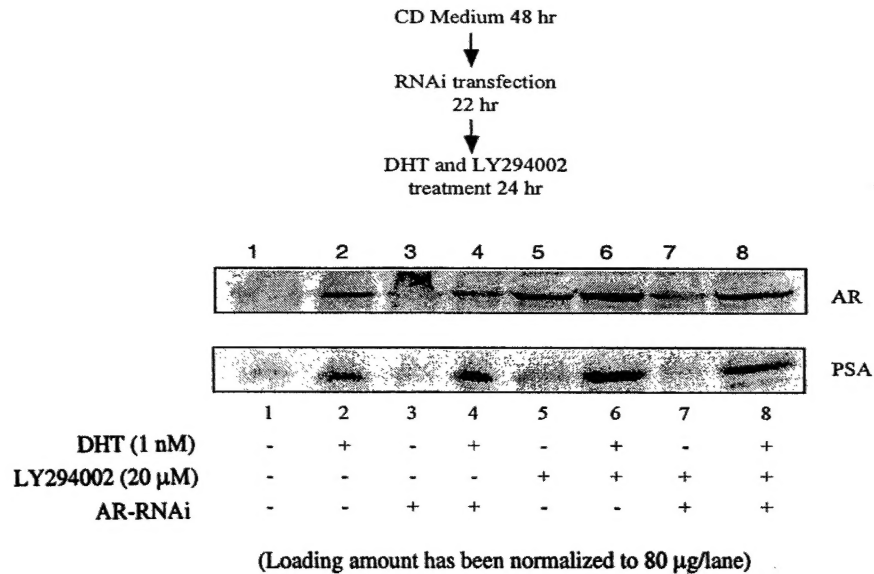 CD Medium 48 hr
RNAi transfection
22 hr
DHT and LY294002
treatment 24 hr
1 2 3 4 5 6 7 8
AR
PSA
1 2 3 4 5 6 7 8
DHT (1 nM) - + - + - + - +
LY294002 (20 μM) - - - - + + + +
AR-RNAi - - + + - - + +
(Loading amount has been normalized to 80 μg/lane)